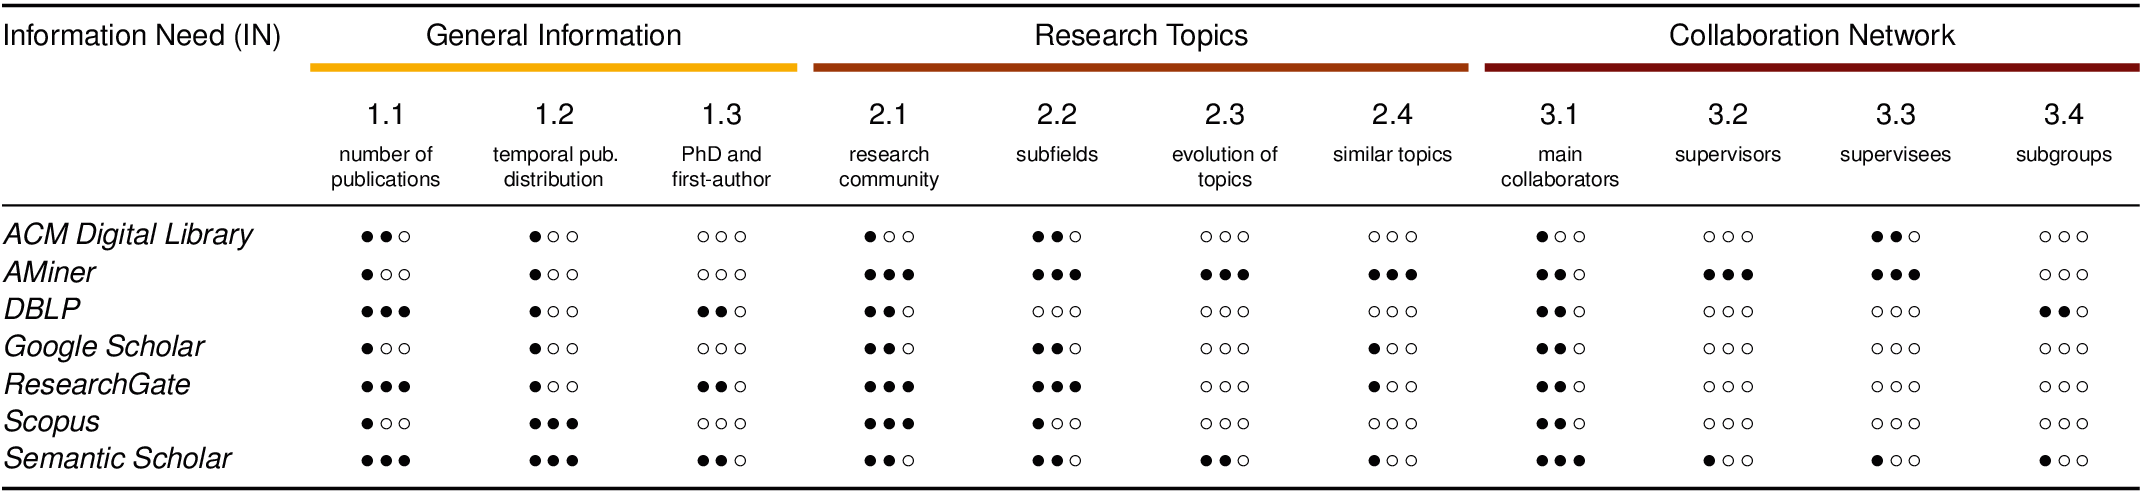 Information Need (IN) General Information Research Topics Collaboration Network
1.1 1.2 1.3 2.1 2.2 2.3 2.4 3.1 3.2 3.3 3.4
number of temporal pub. PhD and research subfields evolution of similar topics main supervisors supervisees subgroups
publications distribution first-author community topics collaborators
ACM Digital Library ●●○ ●○○ ○○○ ●○○ ●●○ ○○○ ○○○ ●○○ ○○○ ●●○ ○○○
AMiner ●○○ ●○○ ○○○ ●●● ●●● ●●● ●●● ●●○ ●●● ●●● ○○○
DBLP ●●● ●○○ ●●○ ●●○ ○○○ ○○○ ○○○ ●●○ ○○○ ○○○ ●●○
Google Scholar ●○○ ●○○ ○○○ ●●○ ●●○ ○○○ ●○○ ●●○ ○○○ ○○○ ○○○
ResearchGate ●●● ●○○ ●●○ ●●● ●●● ○○○ ●○○ ●●○ ○○○ ○○○ ○○○
Scopus ●○○ ●●● ○○○ ●●● ●○○ ○○○ ○○○ ●●○ ○○○ ○○○ ○○○
Semantic Scholar ●●● ●●● ●●○ ●●○ ●●○ ●●○ ●○○ ●●● ●○○ ●○○ ●○○